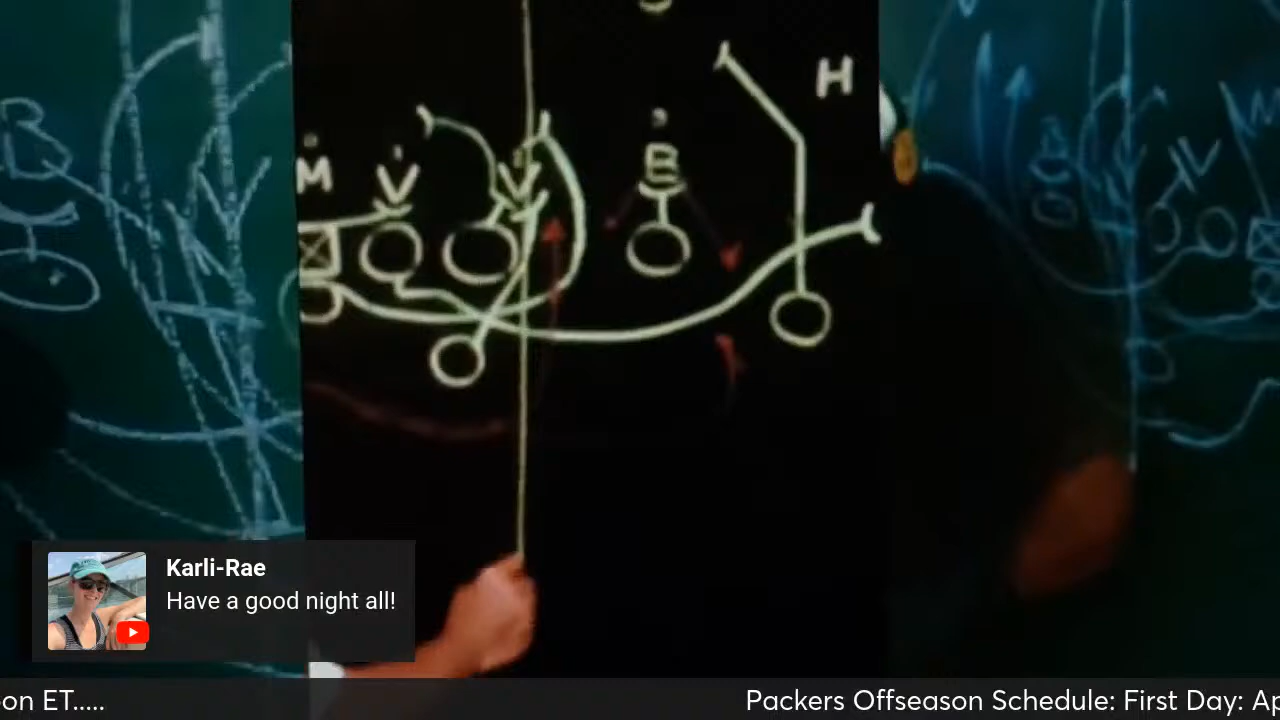 H
B
M
V
V
B
Karli-Rae
Have a good night all!
on ET.....
Packers Offseason Schedule: First Day: Ap